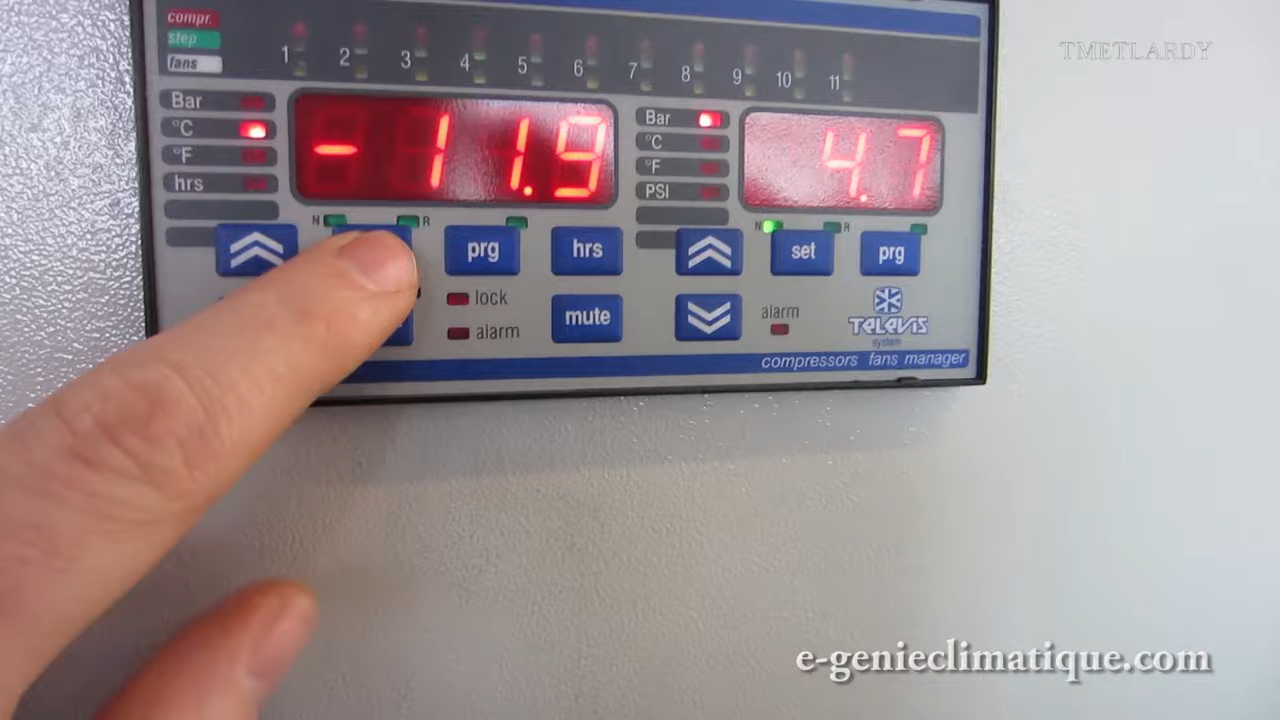 TMETLARDY
compr.
step
fans
1 2 3 4 5 6 7 8 9 10 11
Bar
°C
°F
hrs
-11.9
Bar
°C
°F
PSI
4.7
N R
N R
prg
hrs
set
prg
lock
alarm
mute
alarm
TELEVIS
system
compressors fans manager
e-genieclimatique.com